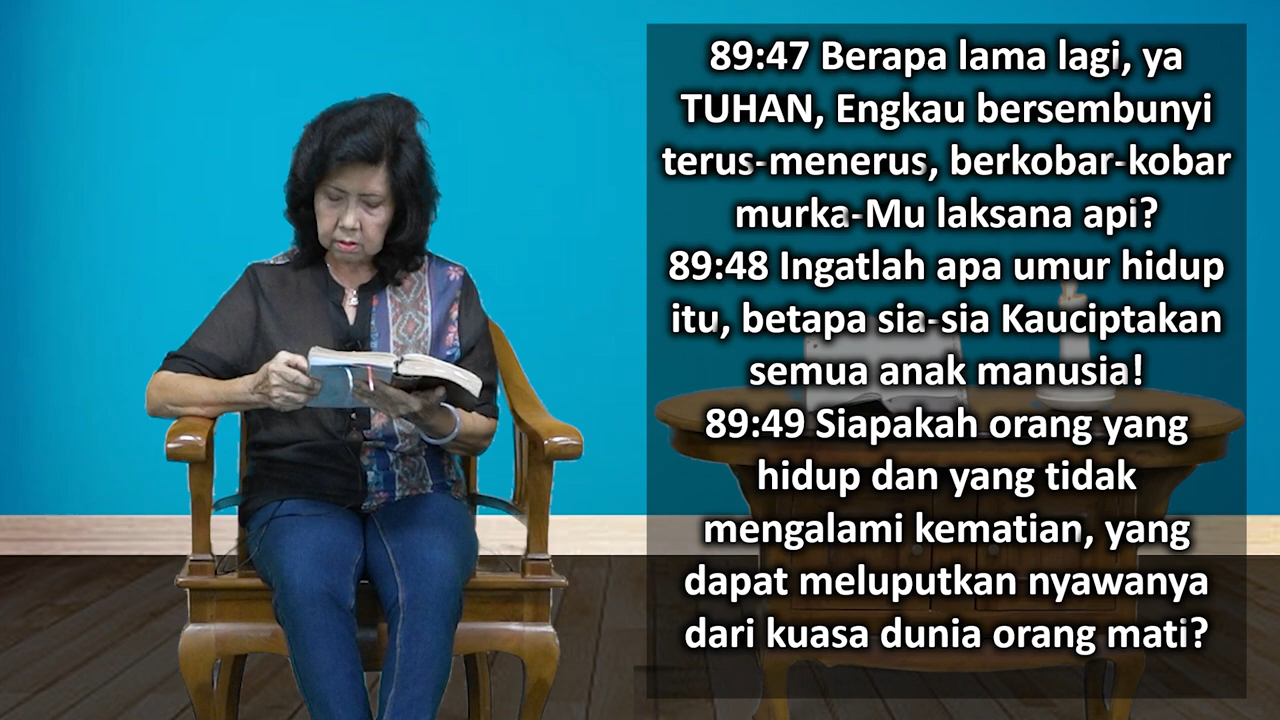 89:47 Berapa lama lagi, ya
TUHAN, Engkau bersembunyi
terus-menerus, berkobar-kobar
murka-Mu laksana api?
89:48 Ingatlah apa umur hidup
itu, betapa sia-sia Kauciptakan
semua anak manusia!
89:49 Siapakah orang yang
hidup dan yang tidak
mengalami kematian, yang
dapat meluputkan nyawanya
dari kuasa dunia orang mati?